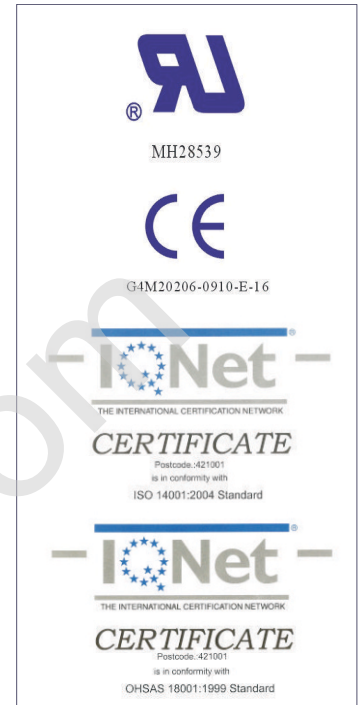 ®
MH28539
CE
G4M20206-0910-E-16
IQNet ®
THE INTERNATIONAL CERTIFICATION NETWORK
CERTIFICATE
Postcode.:421001
is in conformity with
ISO 14001:2004 Standard
IQNet ®
THE INTERNATIONAL CERTIFICATION NETWORK
CERTIFICATE
Postcode.:421001
is in conformity with
OHSAS 18001:1999 Standard